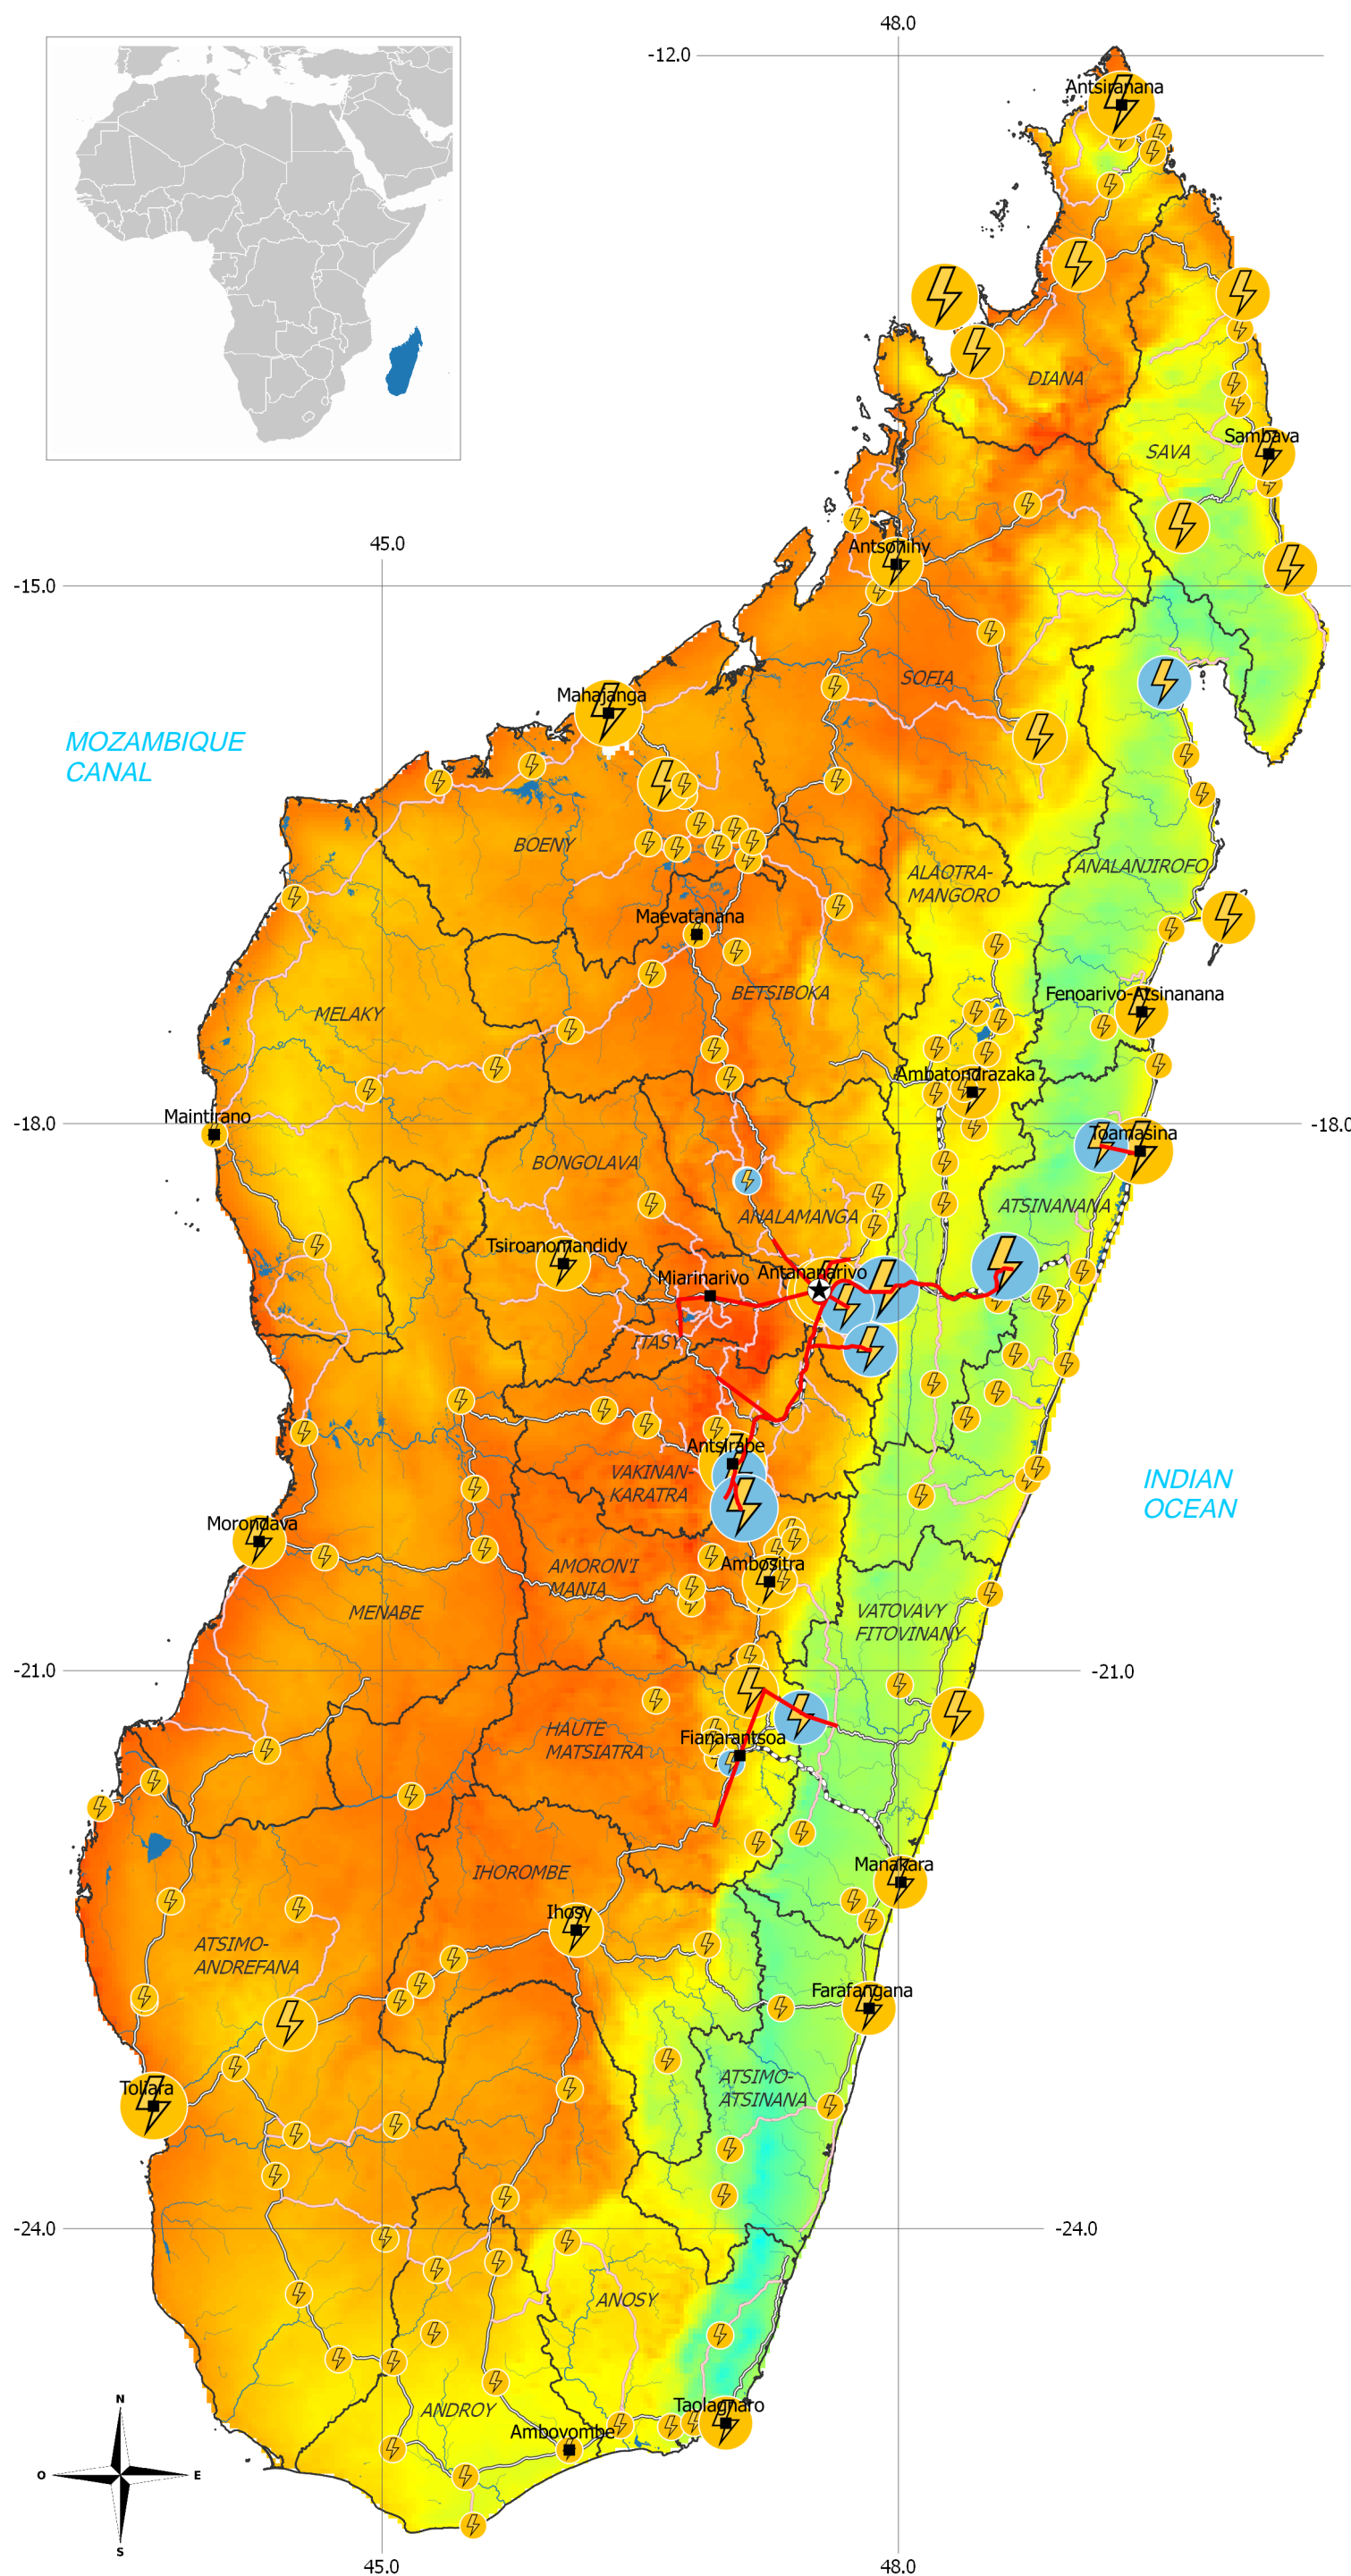 48.0
-12.0
Antsiranana
DIANA
SAVA
Sambava
45.0
Antsohihy
-15.0
SOFIA
Mahajanga
MOZAMBIQUE
CANAL
BOENY
ALAOTRA-
MANGORO
ANALANJIROFO
Maevatanana
BETSIBOKA
Fenoarivo-Atsinanana
MELAKY
Ambatondrazaka
Maintirano
-18.0
-18.0
Toamasina
BONGOLAVA
ATSINANANA
ANALAMANGA
Tsiroanomandidy
Miarinarivo
Antananarivo
ITASY
Antsirabe
VAKINAN-
KARATRA
INDIAN
OCEAN
Morondava
AMORON'I
MANIA
Ambositra
MENABE
VATOVAVY
FITOVINANY
-21.0
-21.0
HAUTE
MATSIATRA
Fianarantsoa
IHOROMBE
Manakara
Ihosy
ATSIMO-
ANDREFANA
Farafangana
ATSIMO-
ATSINANA
Toliara
-24.0
-24.0
ANOSY
N
ANDROY
Taolagnaro
Ambovombe
O
E
S
45.0
48.0